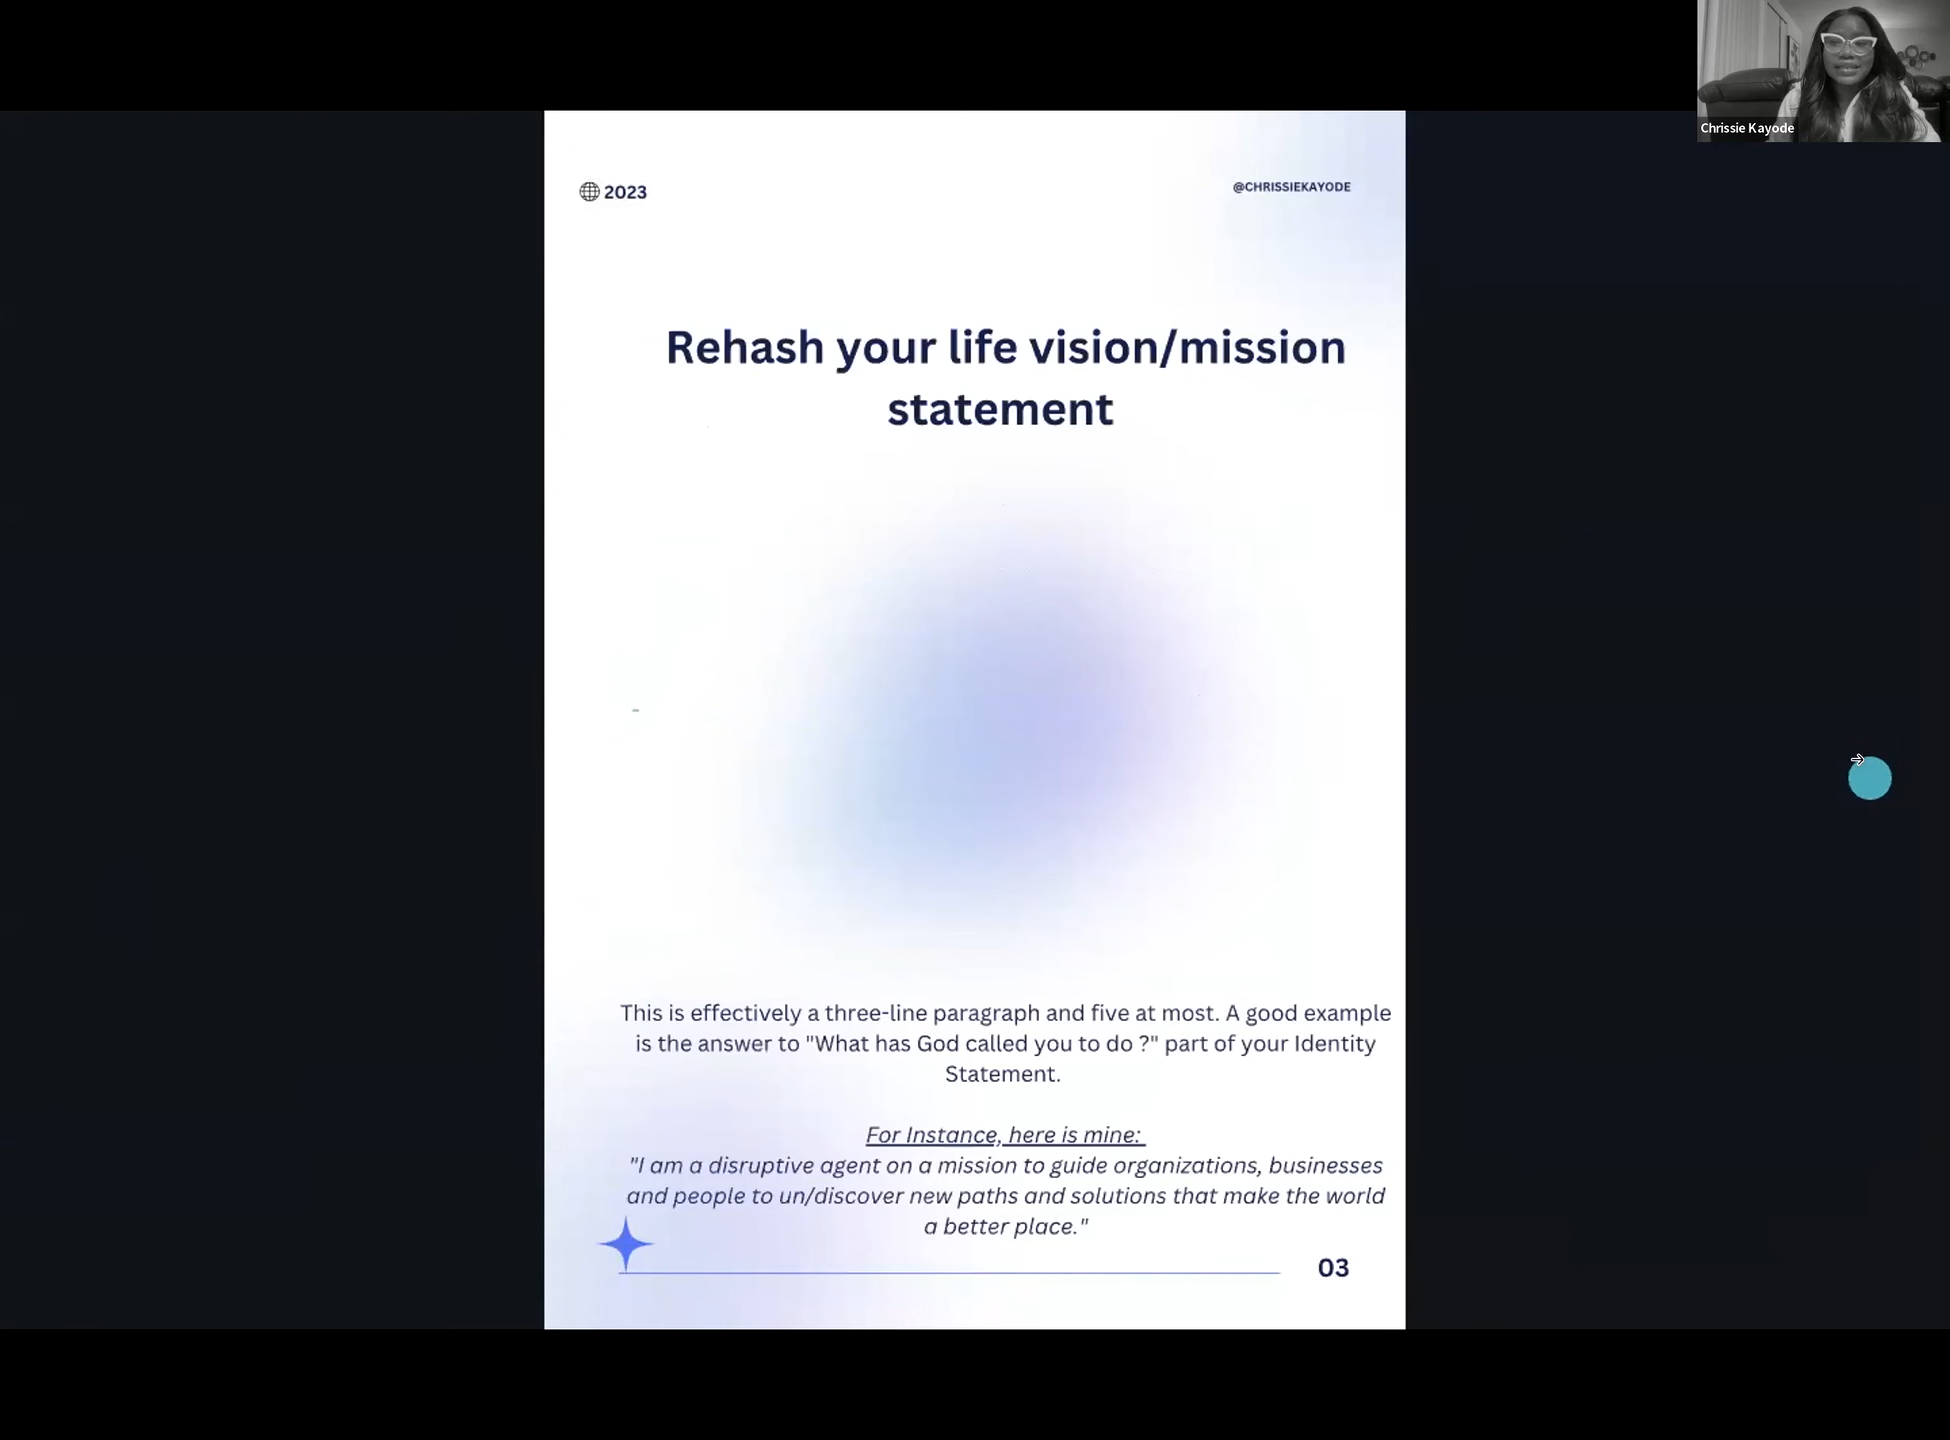 Chrissie Kayode
2023
@CHRISSIEKAYODE
Rehash your life vision/mission
statement
This is effectively a three-line paragraph and five at most. A good example
is the answer to "What has God called you to do ?" part of your Identity
Statement.
For Instance, here is mine:
"I am a disruptive agent on a mission to guide organizations, businesses
and people to un/discover new paths and solutions that make the world
a better place."
03